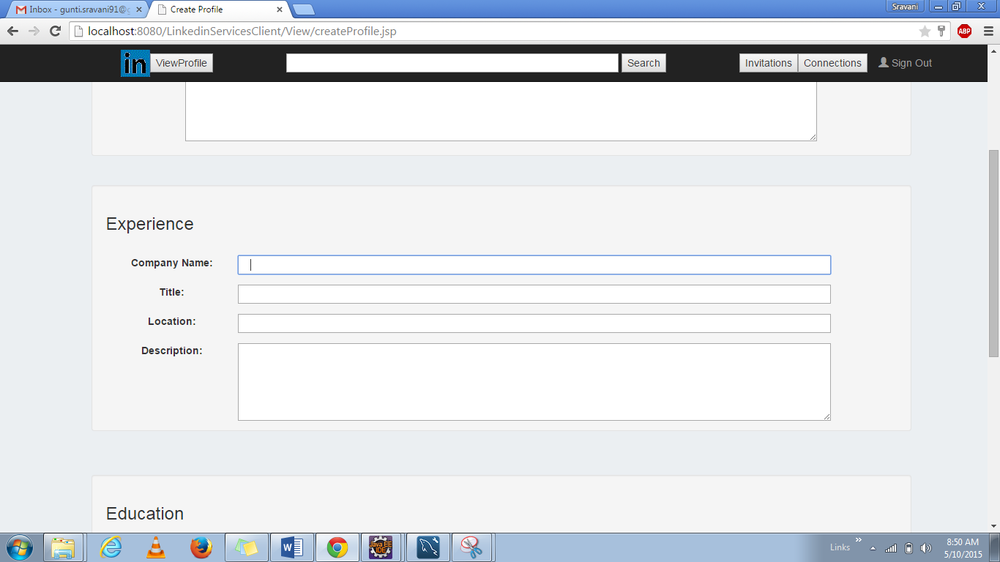 Inbox - gunti.sravani91@g
Create Profile
Sravani
localhost:8080/LinkedinServicesClient/View/createProfile.jsp
ABP
in
ViewProfile
Search
Invitations
Connections
Sign Out
Experience
Company Name:
Title:
Location:
Description:
Education
Java EE
IDE
W
Links
8:50 AM
5/10/2015